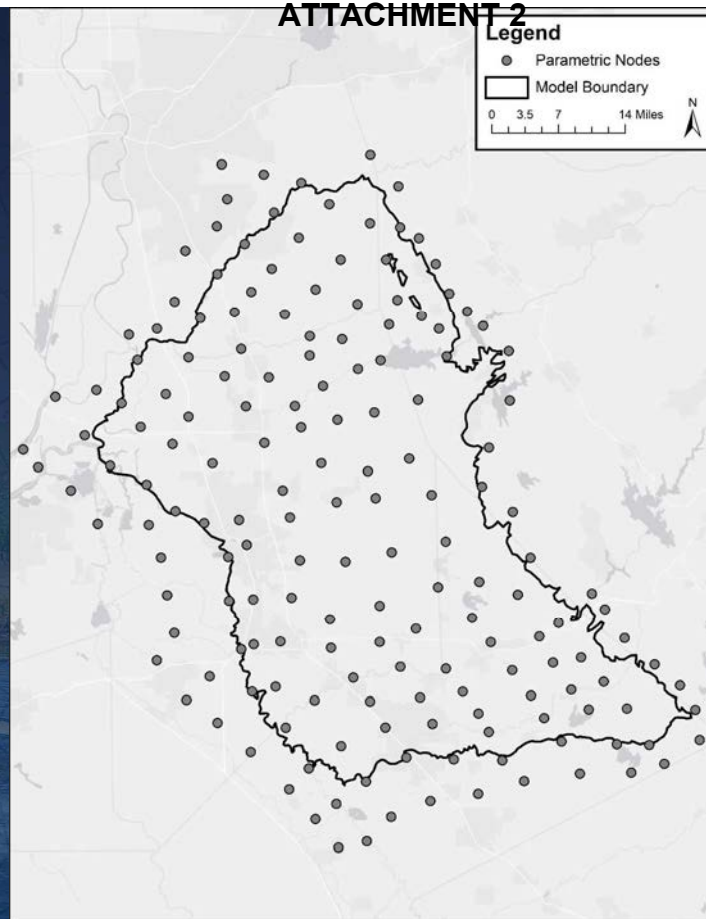 ATTACHMENT 2
Legend
Parametric Nodes
Model Boundary
0 3.5 7 14 Miles
N